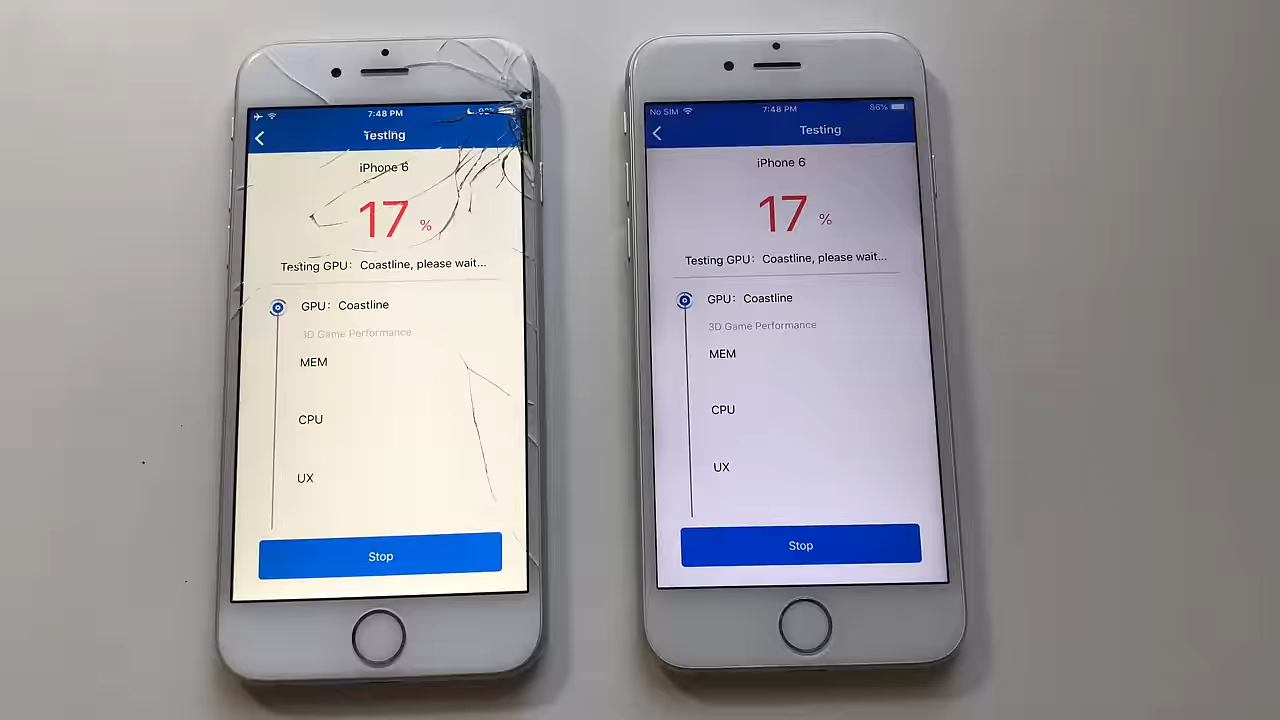 7:48 PM
Testing
iPhone 6
17 %
Testing GPU: Coastline, please wait...
GPU: Coastline
3D Game Performance
MEM
CPU
UX
Stop
No SIM 7:48 PM 86%
Testing
iPhone 6
17 %
Testing GPU: Coastline, please wait...
GPU: Coastline
3D Game Performance
MEM
CPU
UX
Stop